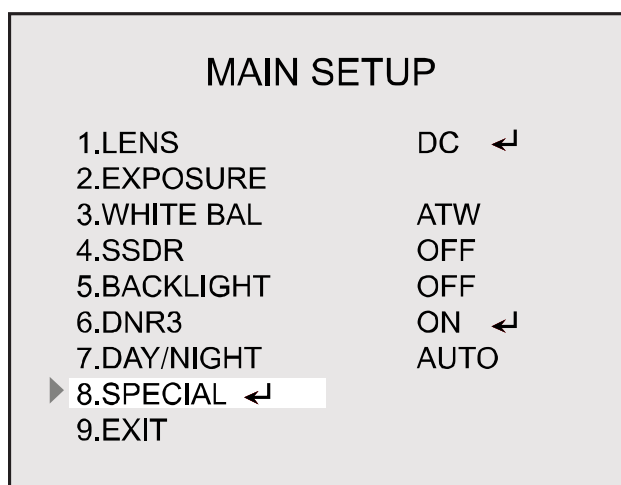 MAIN SETUP
1.LENS DC ↵
2.EXPOSURE
3.WHITE BAL ATW
4.SSDR OFF
5.BACKLIGHT OFF
6.DNR3 ON ↵
7.DAY/NIGHT AUTO
8.SPECIAL ↵
9.EXIT